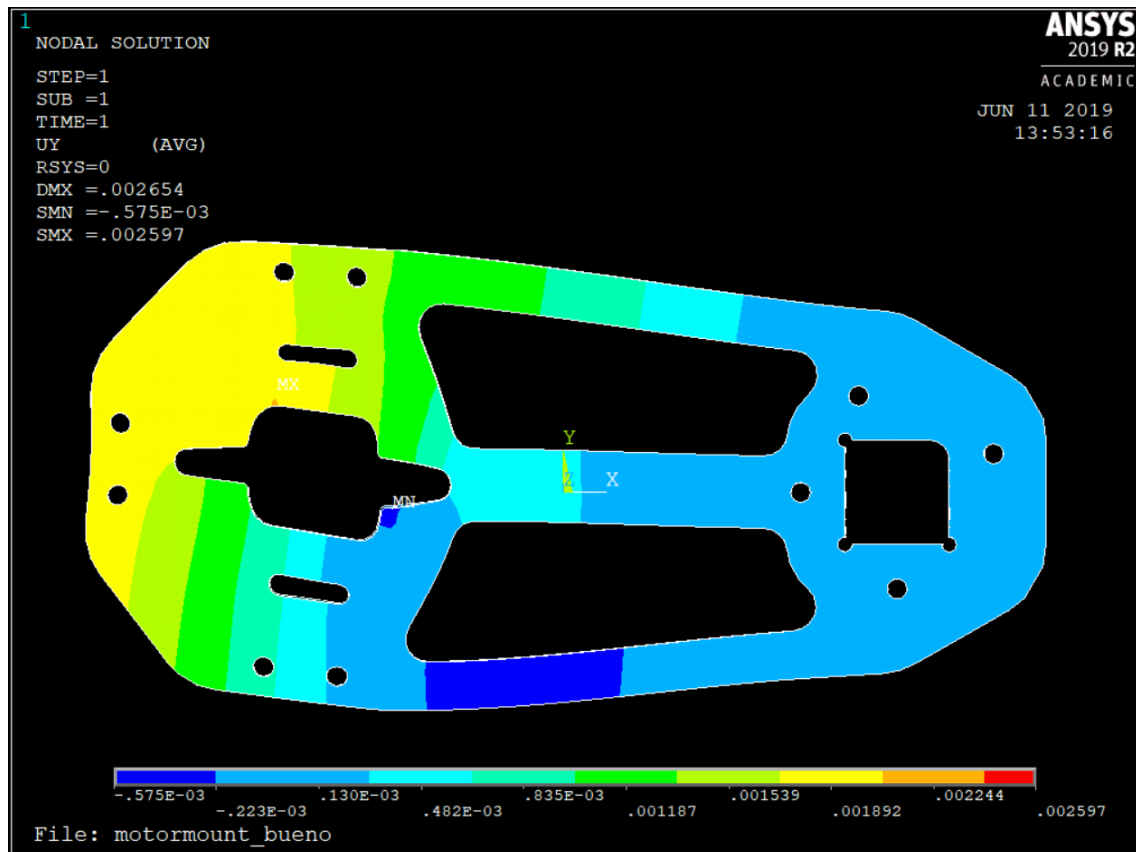 1
ANSYS
2019 R2
ACADEMIC
NODAL SOLUTION
STEP=1
SUB =1
TIME=1
UY (AVG)
RSYS=0
DMX =.002654
SMN =-.575E-03
SMX =.002597
JUN 11 2019
13:53:16
MX
Y
Z X
MN
-.575E-03 .130E-03 .835E-03 .001539 .002244
-.223E-03 .482E-03 .001187 .001892 .002597
File: motormount_bueno